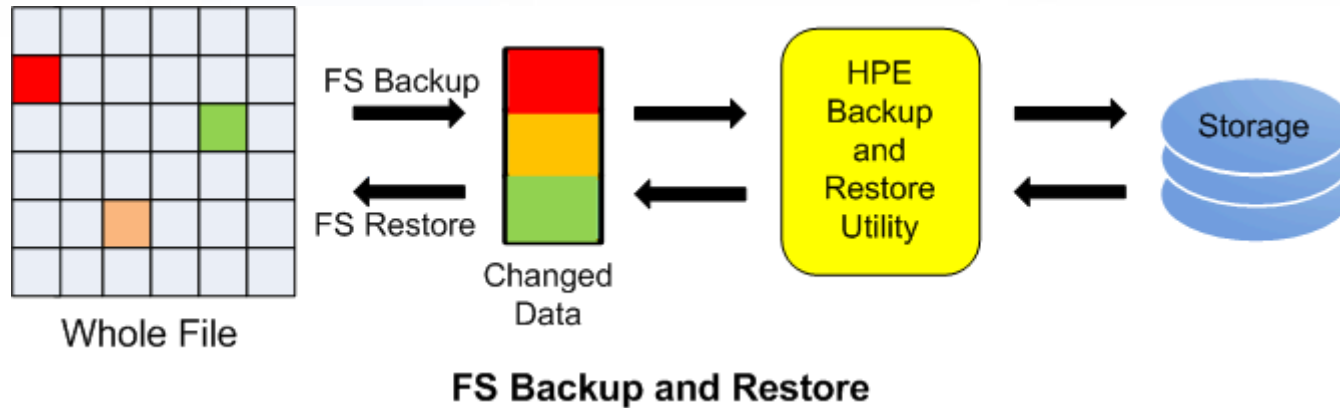 FS Backup
FS Restore
Whole File
Changed
Data
HPE
Backup
and
Restore
Utility
Storage
FS Backup and Restore